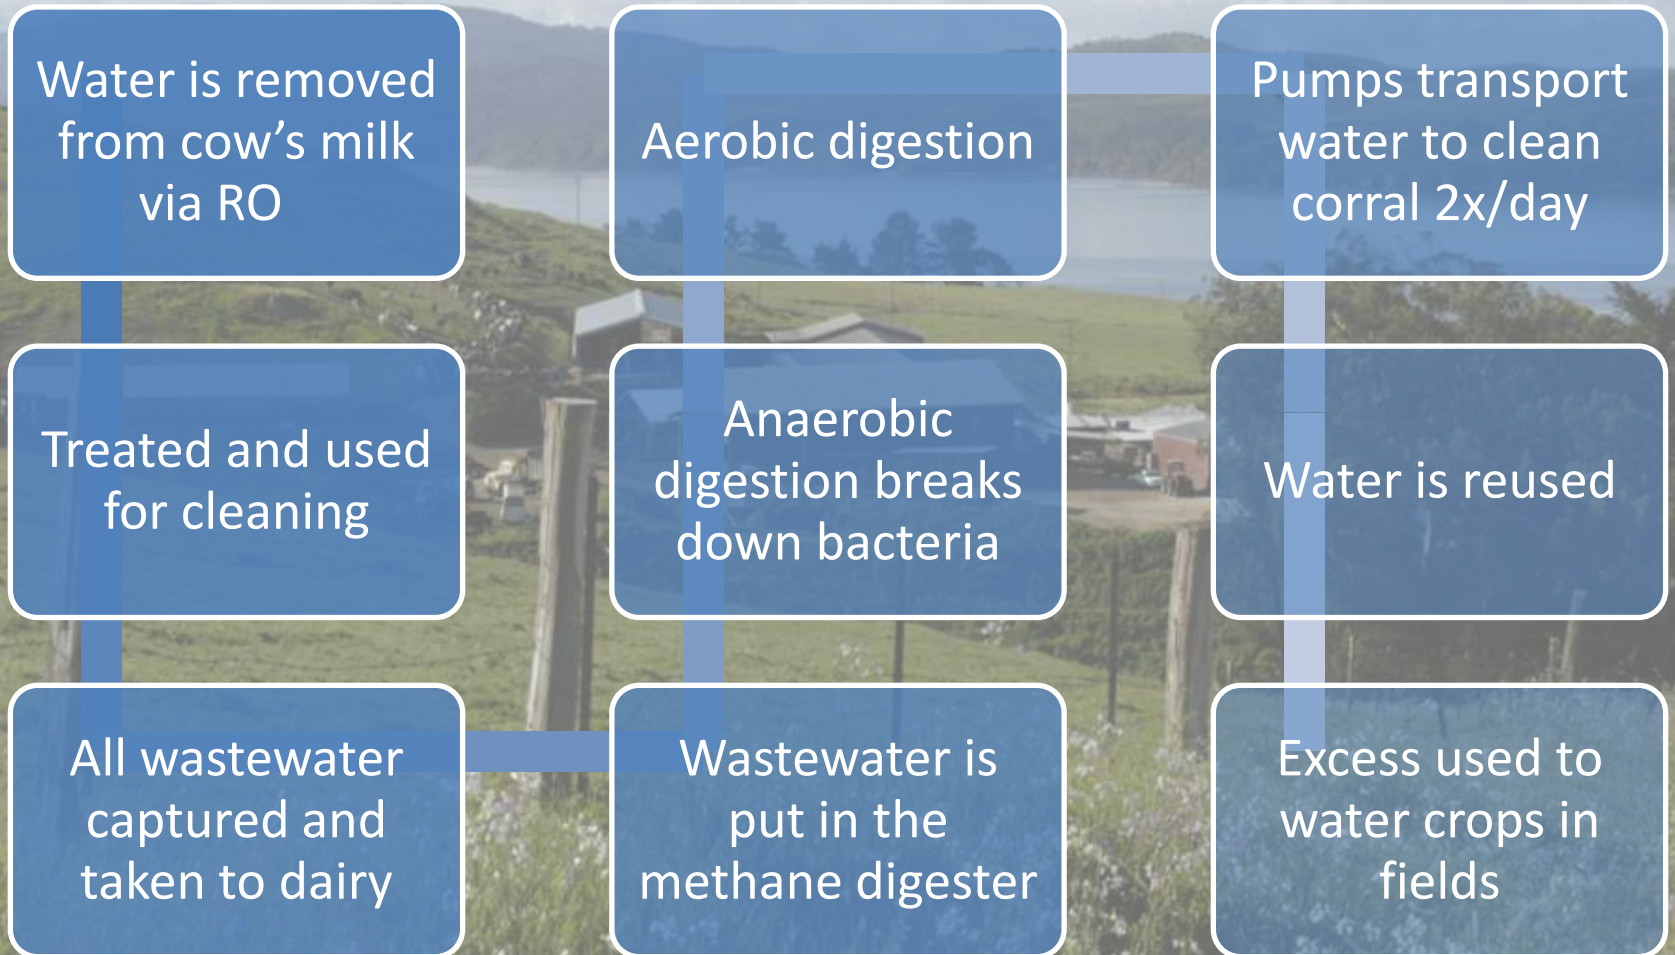 Water is removed
from cow’s milk
via RO
Treated and used
for cleaning
All wastewater
captured and
taken to dairy
Wastewater is
put in the
methane digester
Anaerobic
digestion breaks
down bacteria
Aerobic digestion
Pumps transport
water to clean
corral 2x/day
Water is reused
Excess used to
water crops in
fields